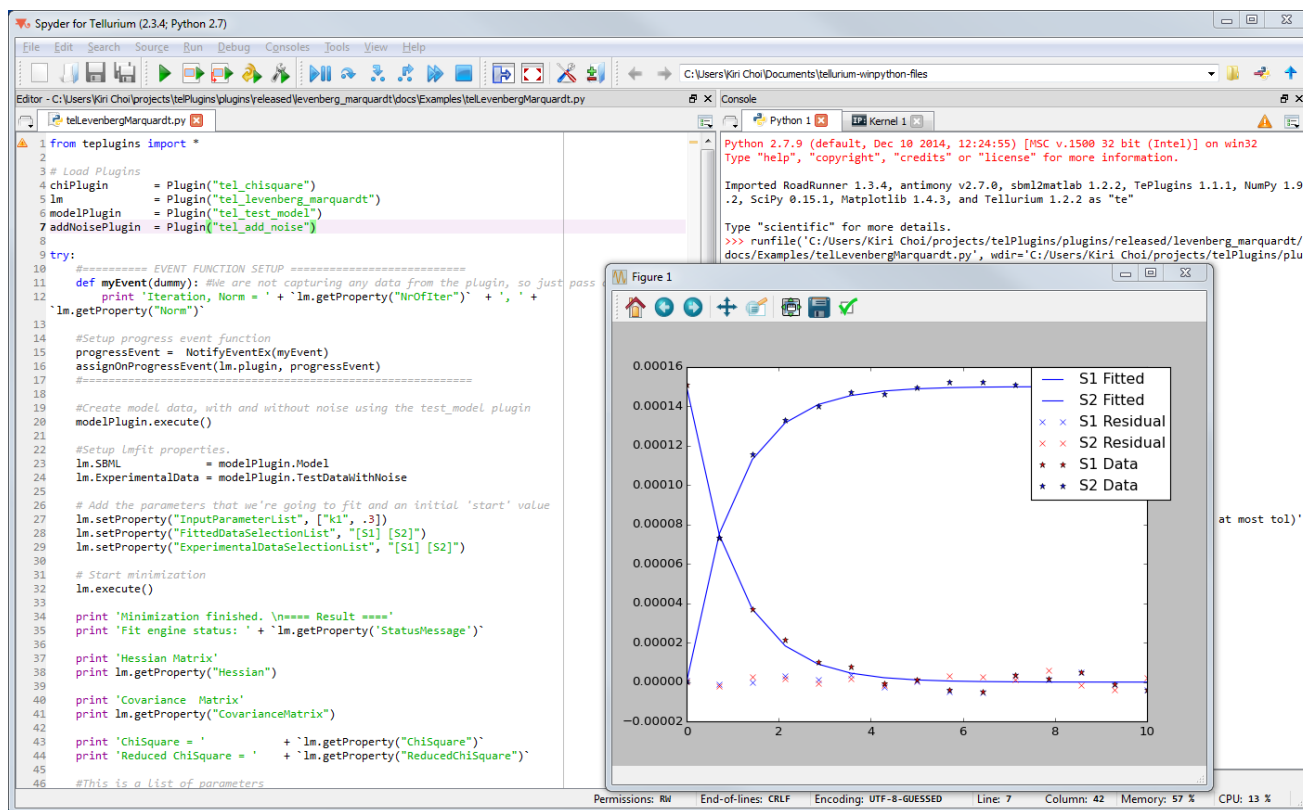 Spyder for Tellurium (2.3.4; Python 2.7)
File Edit Search Source Run Debug Consoles Tools View Help
C:\Users\Kiri Choi\Documents\tellurium-winpython-files
Editor - C:\Users\Kiri Choi\projects\telPlugins\plugins\released\levenberg_marquardt\docs\Examples\telLevenbergMarquardt.py
telLevenbergMarquardt.py
1 from teplugins import *
2
3 # Load Plugins
4 chiPlugin = Plugin("tel_chisquare")
5 lm = Plugin("tel_levenberg_marquardt")
6 modelPlugin = Plugin("tel_test_model")
7 addNoisePlugin = Plugin("tel_add_noise")
8
9 try:
10 #========== EVENT FUNCTION SETUP ===========================
11 def myEvent(dummy): #We are not capturing any data from the plugin, so just pass
12 print 'Iteration, Norm = ' + `lm.getProperty("NrOfIter")` + ', ' +
`lm.getProperty("Norm")`
13
14 #Setup progress event function
15 progressEvent = NotifyEventEx(myEvent)
16 assignOnProgressEvent(lm.plugin, progressEvent)
17 #============================================================
18
19 #Create model data, with and without noise using the test_model plugin
20 modelPlugin.execute()
21
22 #Setup lmfit properties.
23 lm.SBML = modelPlugin.Model
24 lm.ExperimentalData = modelPlugin.TestDataWithNoise
25
26 # Add the parameters that we're going to fit and an initial 'start' value
27 lm.setProperty("InputParameterList", ["k1", .3])
28 lm.setProperty("FittedDataSelectionList", "[S1] [S2]")
29 lm.setProperty("ExperimentalDataSelectionList", "[S1] [S2]")
30
31 # Start minimization
32 lm.execute()
33
34 print 'Minimization finished. \n==== Result ===='
35 print 'Fit engine status: ' + `lm.getProperty('StatusMessage')`
36
37 print 'Hessian Matrix'
38 print lm.getProperty("Hessian")
39
40 print 'Covariance Matrix'
41 print lm.getProperty("CovarianceMatrix")
42
43 print 'ChiSquare = ' + `lm.getProperty("ChiSquare")`
44 print 'Reduced ChiSquare = ' + `lm.getProperty("ReducedChiSquare")`
45
46 #This is a list of parameters
Console
Python 1
IP: Kernel 1
Python 2.7.9 (default, Dec 10 2014, 12:24:55) [MSC v.1500 32 bit (Intel)] on win32
Type "help", "copyright", "credits" or "license" for more information.
Imported RoadRunner 1.3.4, antimony v2.7.0, sbml2matlab 1.2.2, TePlugins 1.1.1, NumPy 1.9
.2, SciPy 0.15.1, Matplotlib 1.4.3, and Tellurium 1.2.2 as "te"
Type "scientific" for more details.
>>> runfile('C:/Users/Kiri Choi/projects/telPlugins/plugins/released/levenberg_marquardt/
docs/Examples/telLevenbergMarquardt.py', wdir='C:/Users/Kiri Choi/projects/telPlugins/plu
at most tol)'
Figure 1
0.00016
0.00014
0.00012
0.00010
0.00008
0.00006
0.00004
0.00002
0.00000
−0.00002
0 2 4 6 8 10
S1 Fitted
S2 Fitted
S1 Residual
S2 Residual
S1 Data
S2 Data
Permissions: RW End-of-lines: CRLF Encoding: UTF-8-GUESSED Line: 7 Column: 42 Memory: 57 % CPU: 13 %